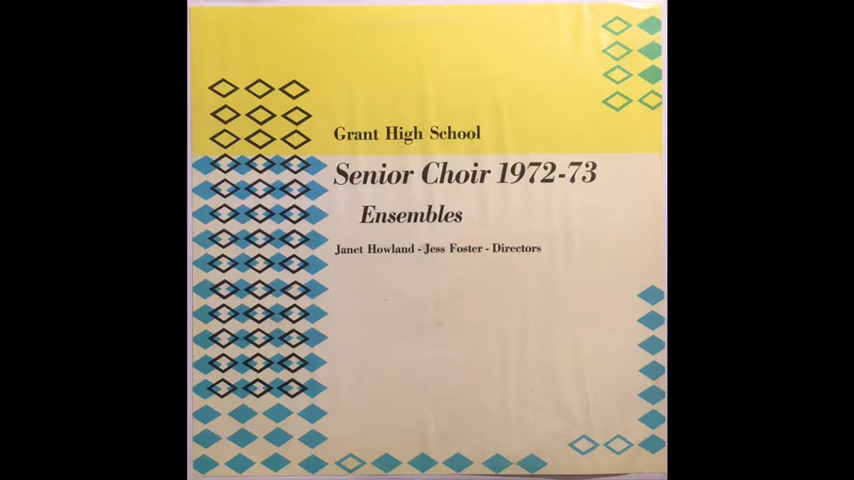 Grant High School
Senior Choir 1972-73
Ensembles
Janet Howland - Jess Foster - Directors